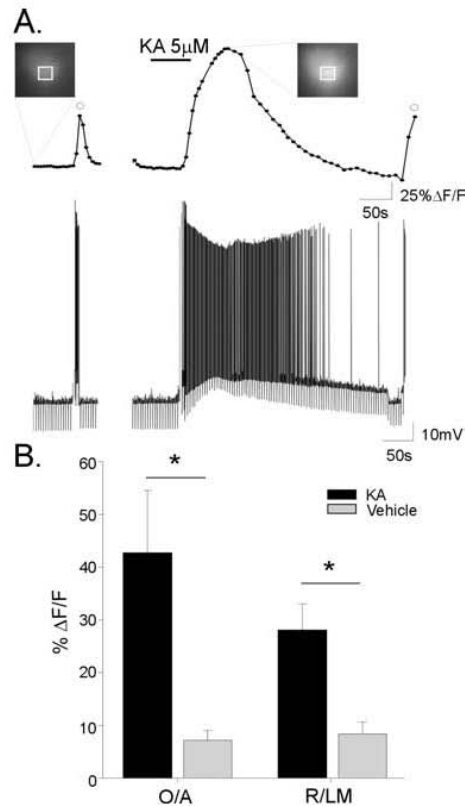 A.
KA 5µM
25%ΔF/F
50s
10mV
50s
B.
60
50
40
30
20
10
0
% ΔF/F
*
*
KA
Vehicle
O/A
R/LM